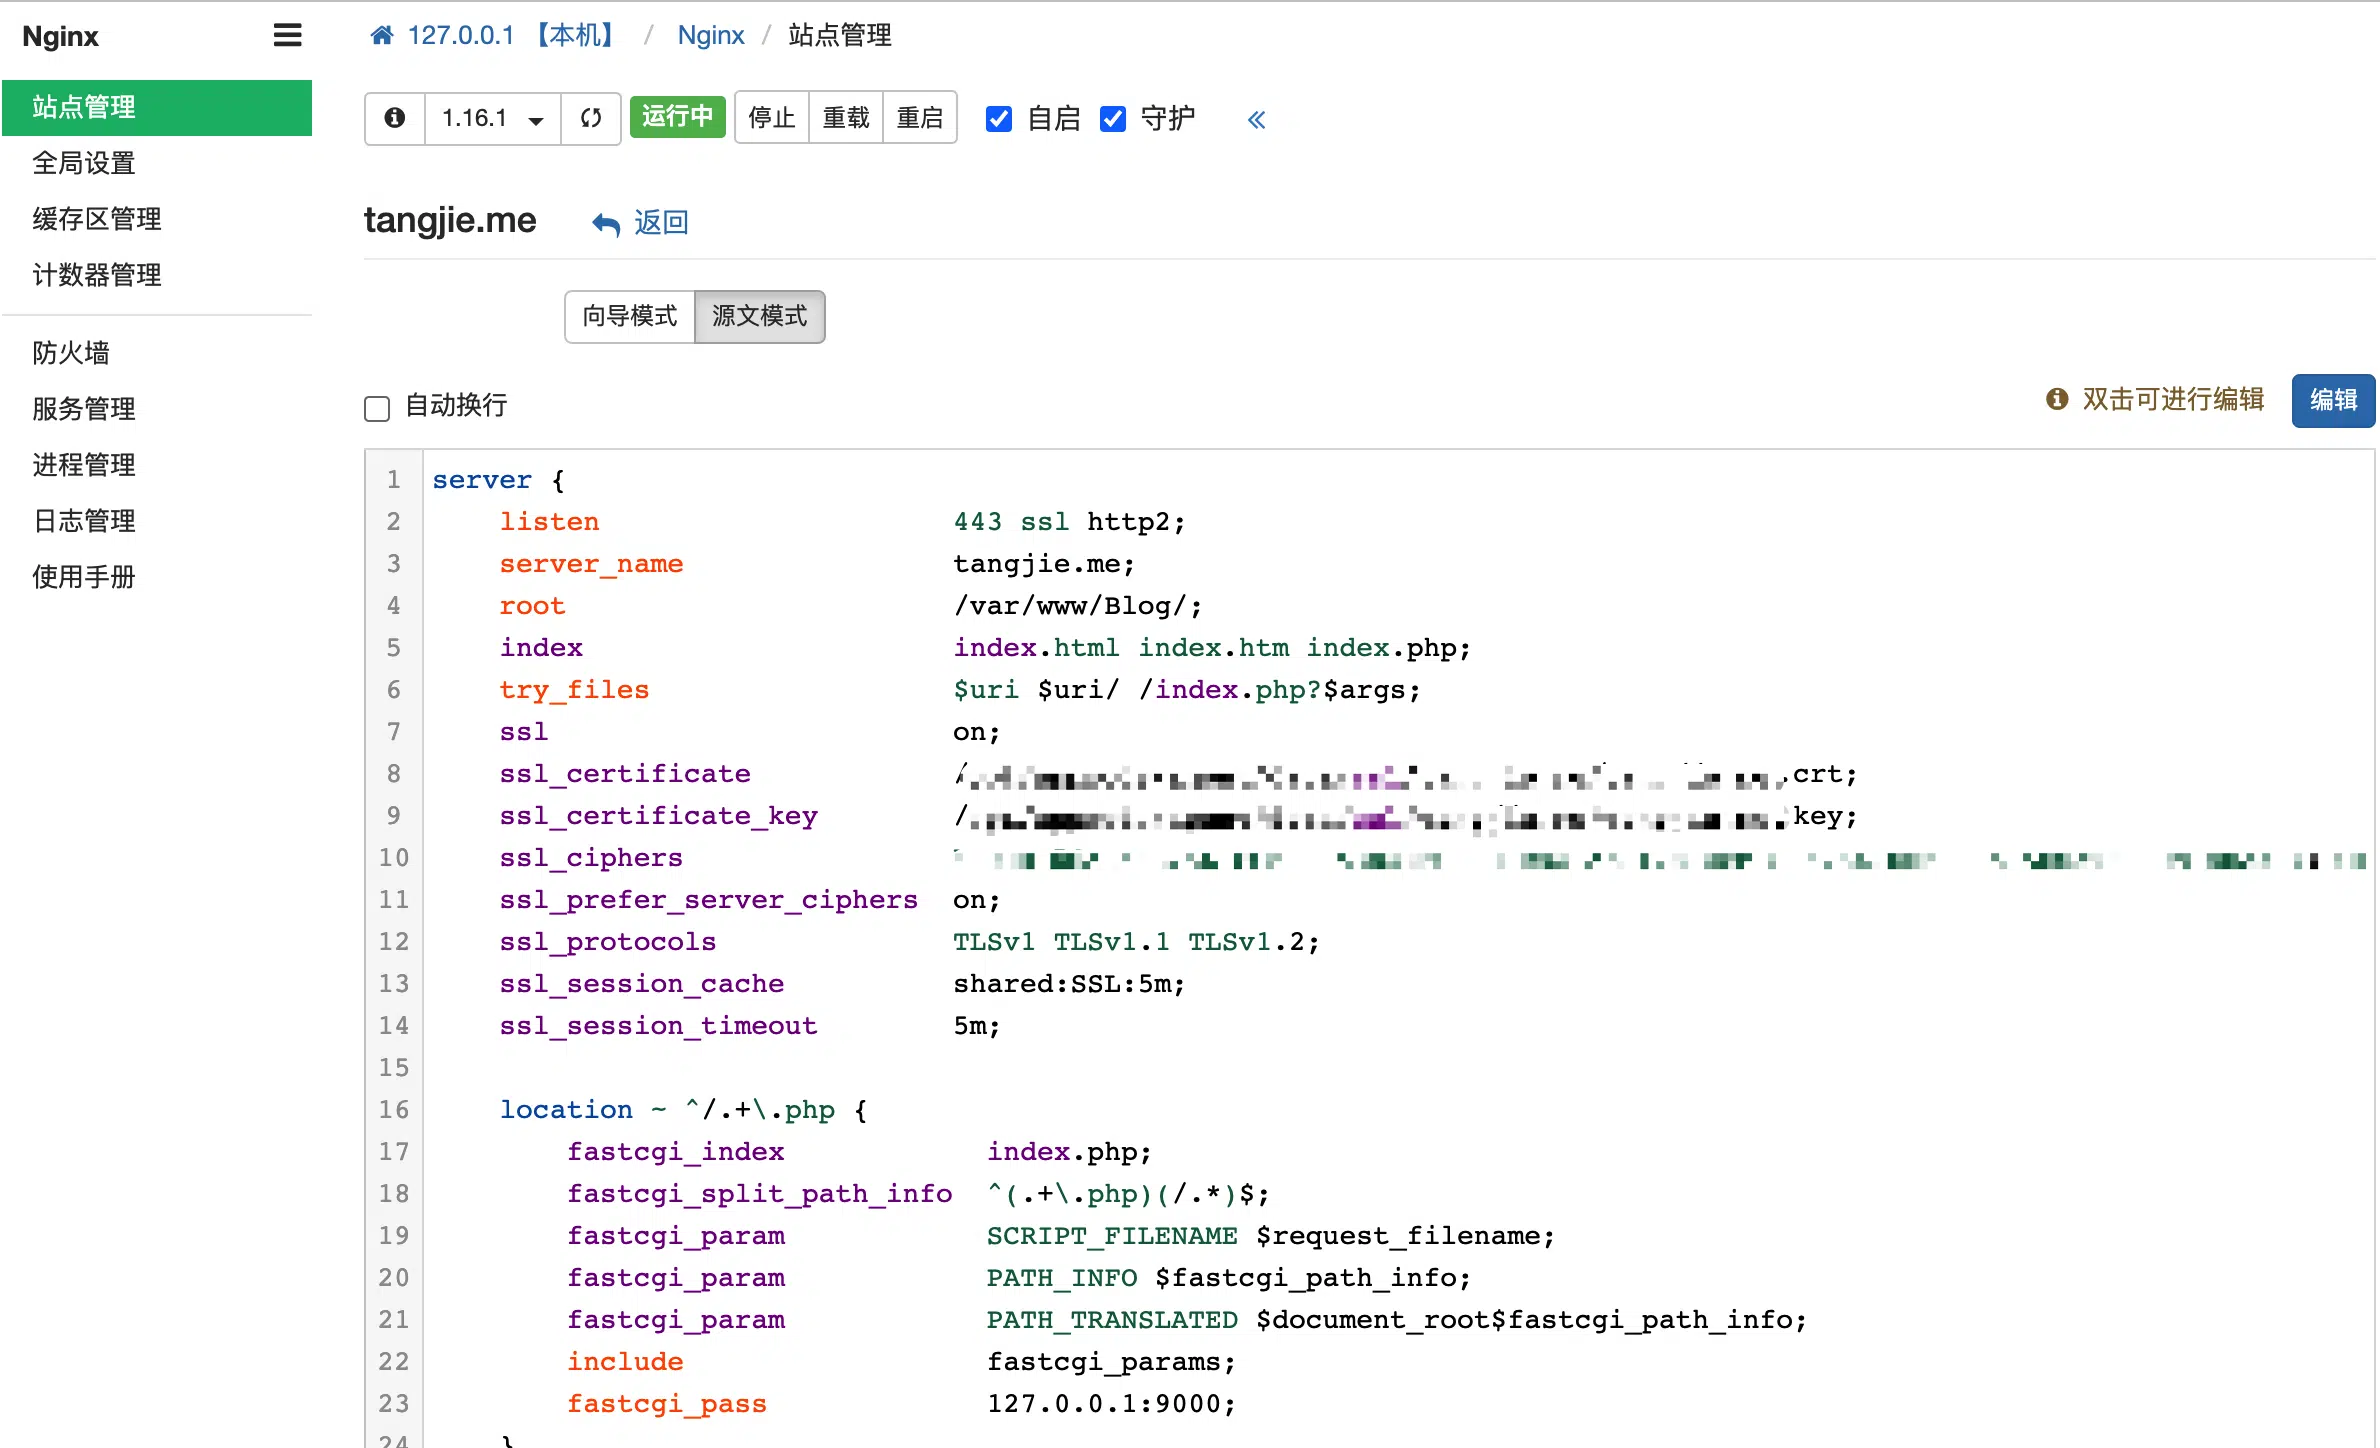 Nginx
站点管理
全局设置
缓存区管理
计数器管理
防火墙
服务管理
进程管理
日志管理
使用手册
127.0.0.1 【本机】 / Nginx / 站点管理
1.16.1 运行中 停止 重载 重启 自启 守护
tangjie.me 返回
向导模式 源文模式
自动换行 双击可进行编辑 编辑
1 server {
2 listen 443 ssl http2;
3 server_name tangjie.me;
4 root /var/www/Blog/;
5 index index.html index.htm index.php;
6 try_files $uri $uri/ /index.php?$args;
7 ssl on;
8 ssl_certificate / .crt;
9 ssl_certificate_key / .key;
10 ssl_ciphers
11 ssl_prefer_server_ciphers on;
12 ssl_protocols TLSv1 TLSv1.1 TLSv1.2;
13 ssl_session_cache shared:SSL:5m;
14 ssl_session_timeout 5m;
15
16 location ~ ^/.+\.php {
17 fastcgi_index index.php;
18 fastcgi_split_path_info ^(.+\.php)(/.*)$;
19 fastcgi_param SCRIPT_FILENAME $request_filename;
20 fastcgi_param PATH_INFO $fastcgi_path_info;
21 fastcgi_param PATH_TRANSLATED $document_root$fastcgi_path_info;
22 include fastcgi_params;
23 fastcgi_pass 127.0.0.1:9000;
24 }